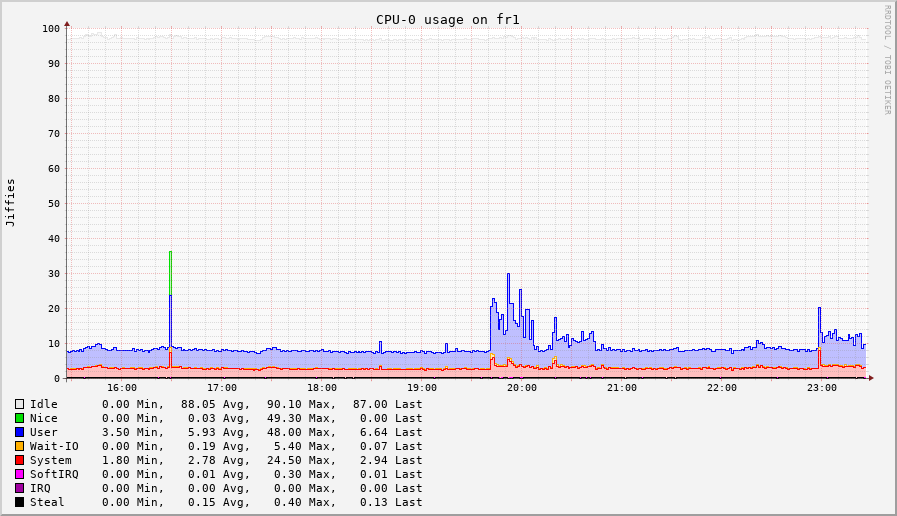 CPU-0 usage on fr1
RRDTOOL / TOBI OETIKER
Jiffies
100
90
80
70
60
50
40
30
20
10
0
16:00 17:00 18:00 19:00 20:00 21:00 22:00 23:00
Idle 0.00 Min, 88.05 Avg, 90.10 Max, 87.00 Last
Nice 0.00 Min, 0.03 Avg, 49.30 Max, 0.00 Last
User 3.50 Min, 5.93 Avg, 48.00 Max, 6.64 Last
Wait-IO 0.00 Min, 0.19 Avg, 5.40 Max, 0.07 Last
System 1.80 Min, 2.78 Avg, 24.50 Max, 2.94 Last
SoftIRQ 0.00 Min, 0.01 Avg, 0.30 Max, 0.01 Last
IRQ 0.00 Min, 0.00 Avg, 0.00 Max, 0.00 Last
Steal 0.00 Min, 0.15 Avg, 0.40 Max, 0.13 Last